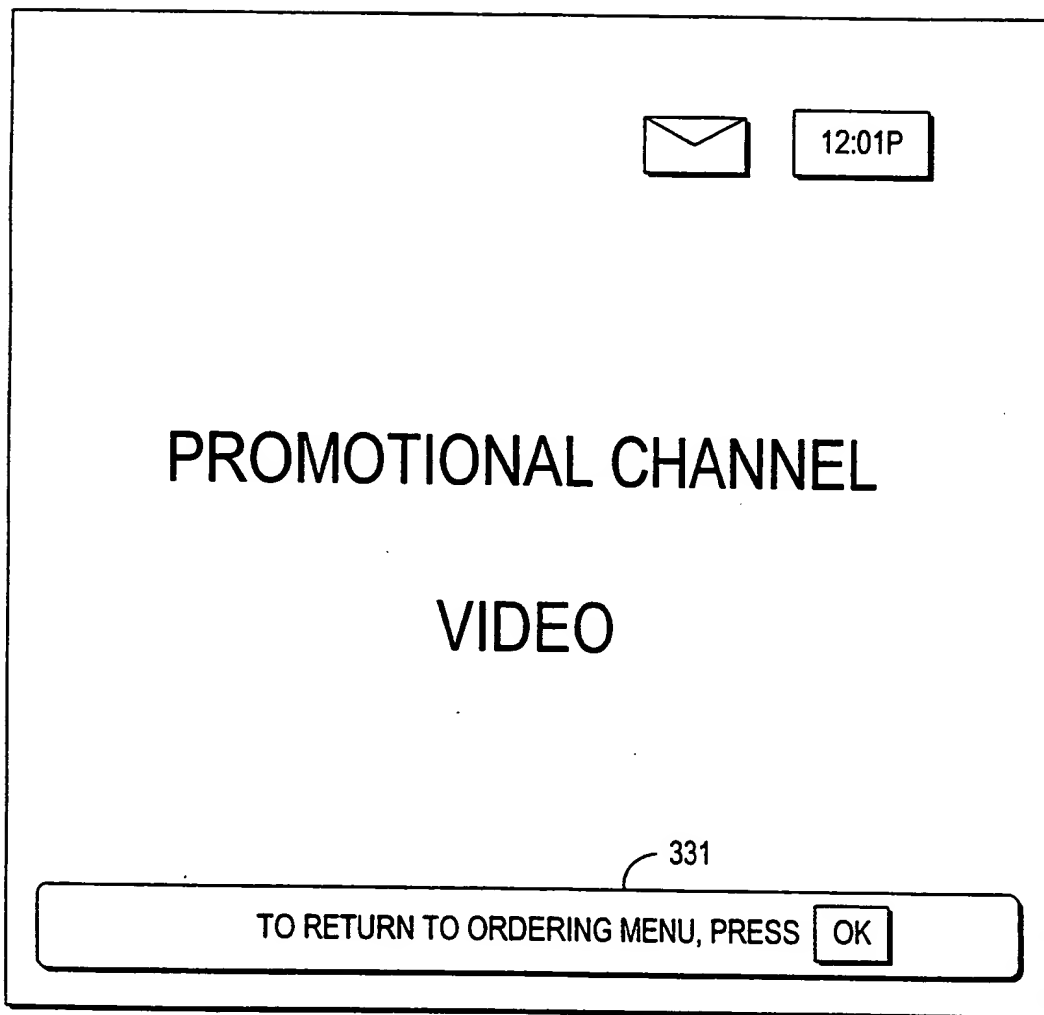 12:01P
PROMOTIONAL CHANNEL
VIDEO
331
TO RETURN TO ORDERING MENU, PRESS OK